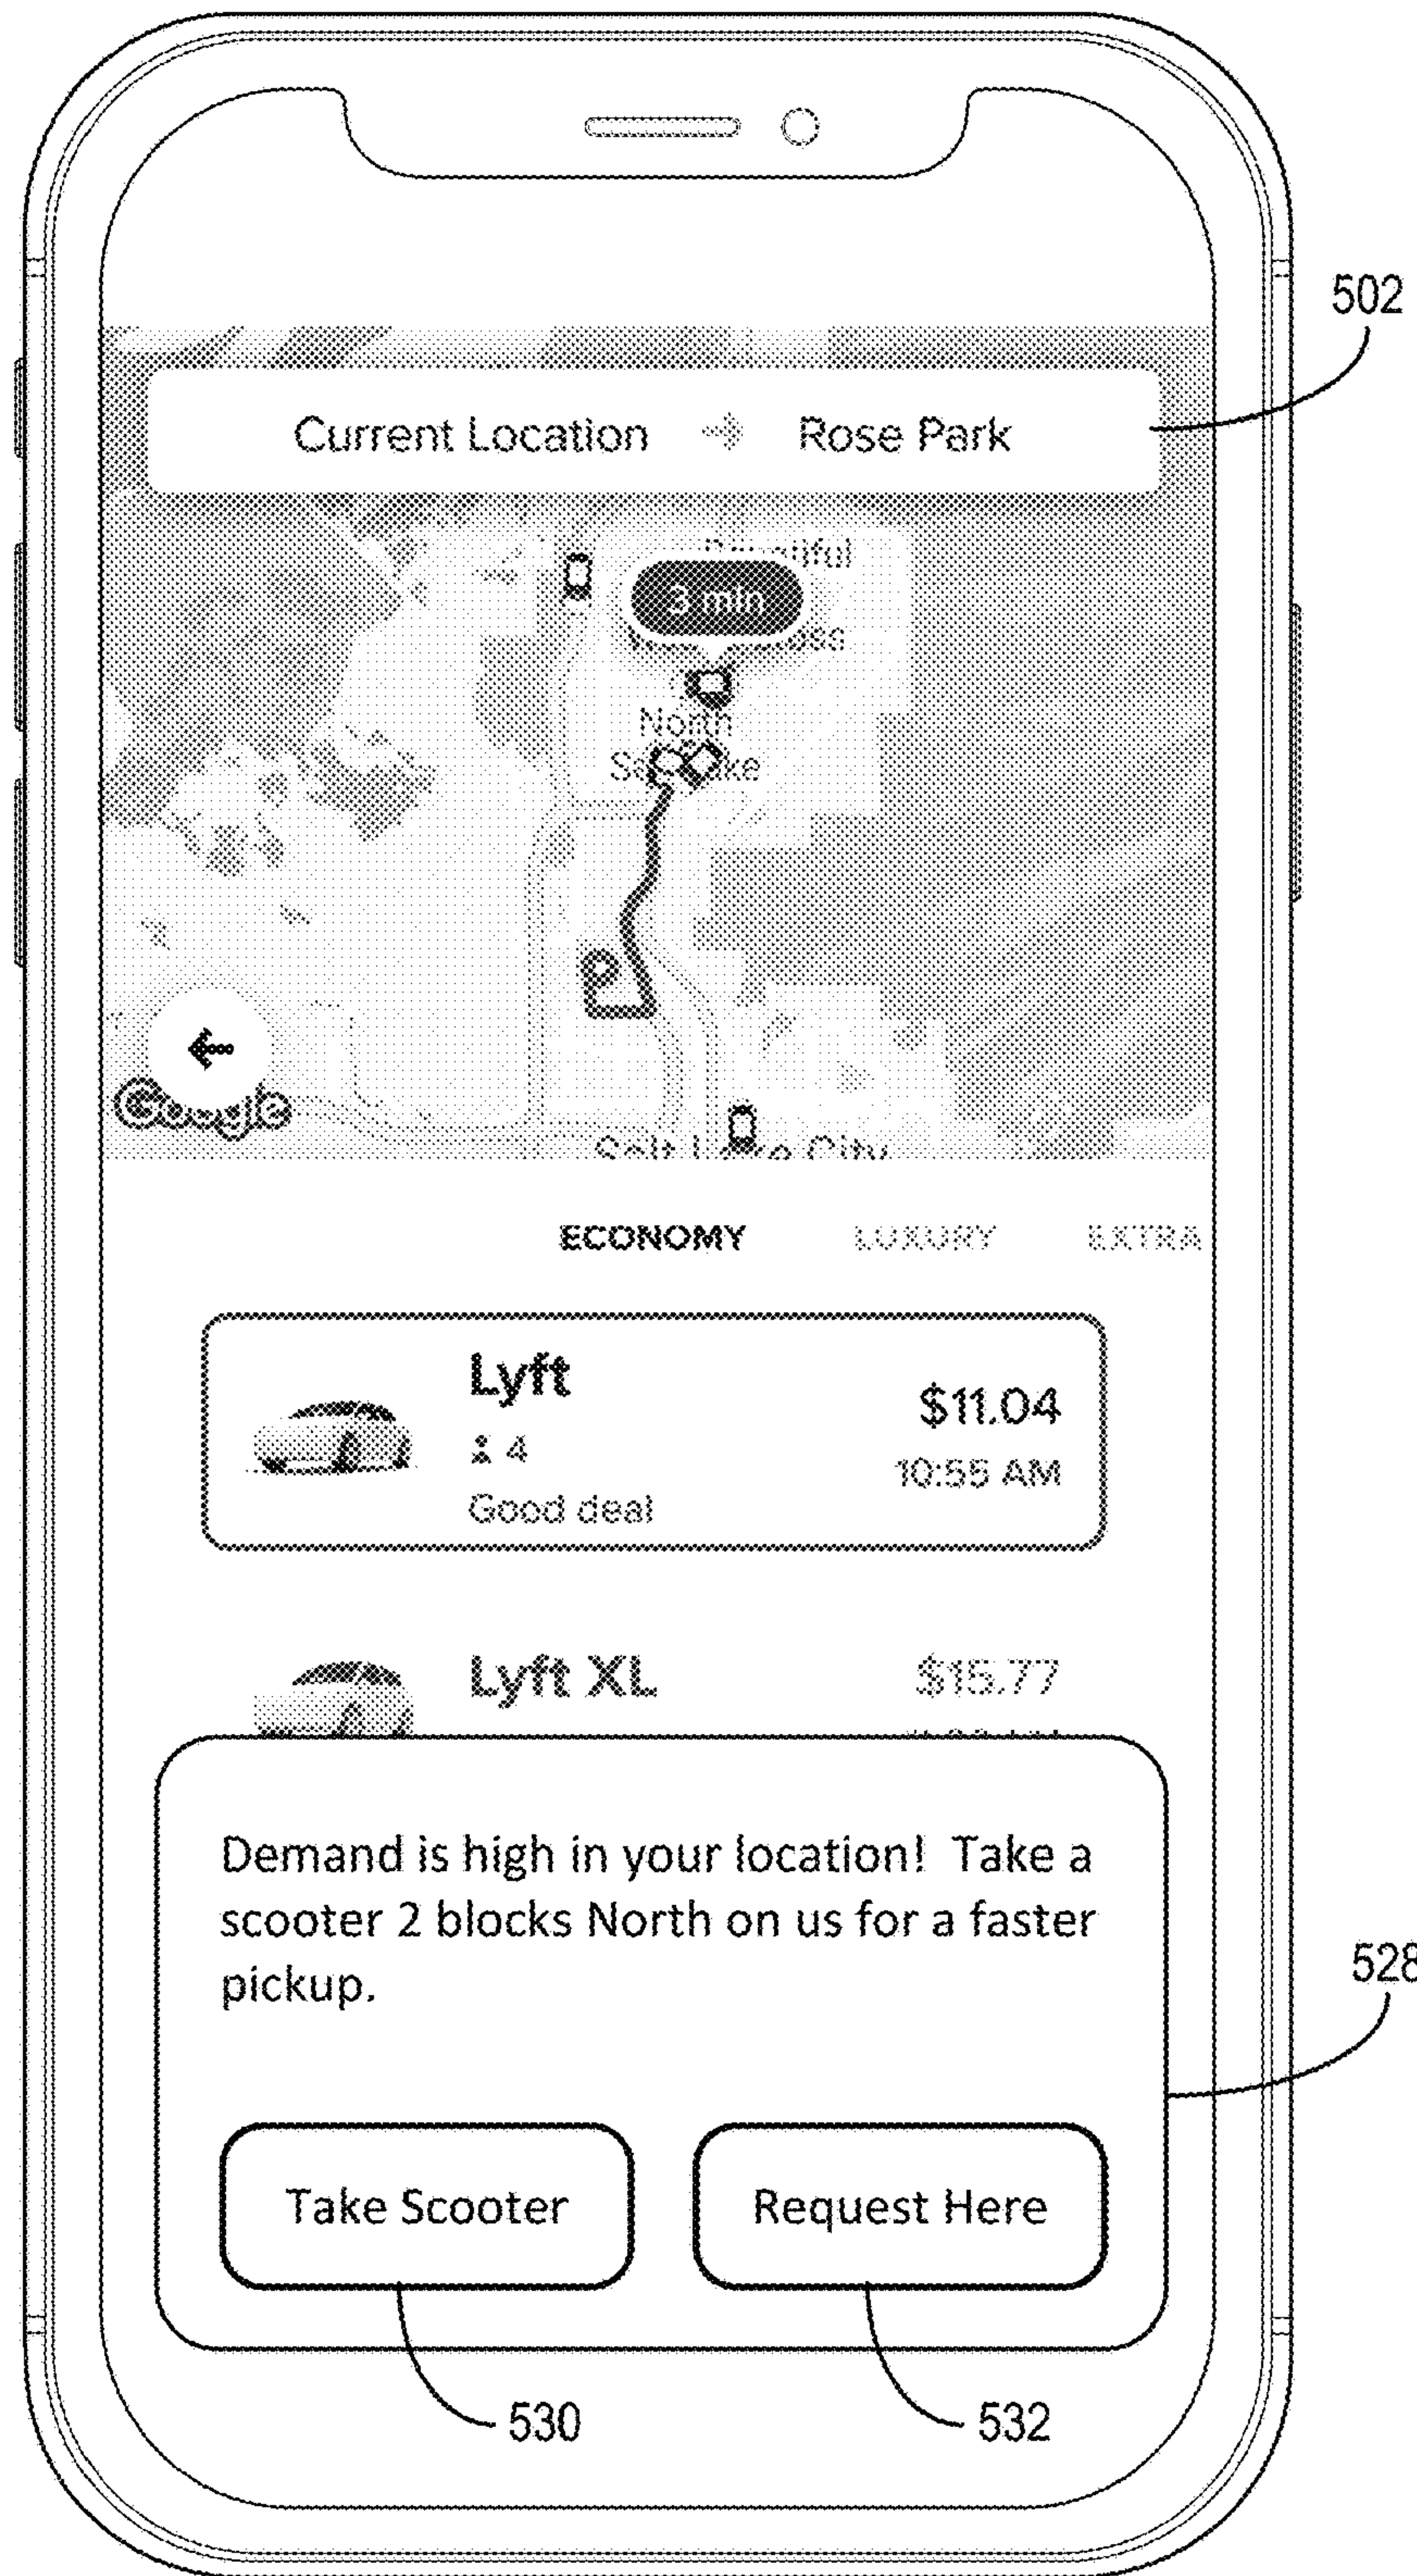 502
Current Location → Rose Park
3 min
North
ECONOMY LUXURY EXTRA
Google
Salt Lake City
Lyft
$11.04
4
10:55 AM
Good deal
Lyft XL
$15.77
Demand is high in your location! Take a
scooter 2 blocks North on us for a faster
pickup.
528
Take Scooter
Request Here
530
532